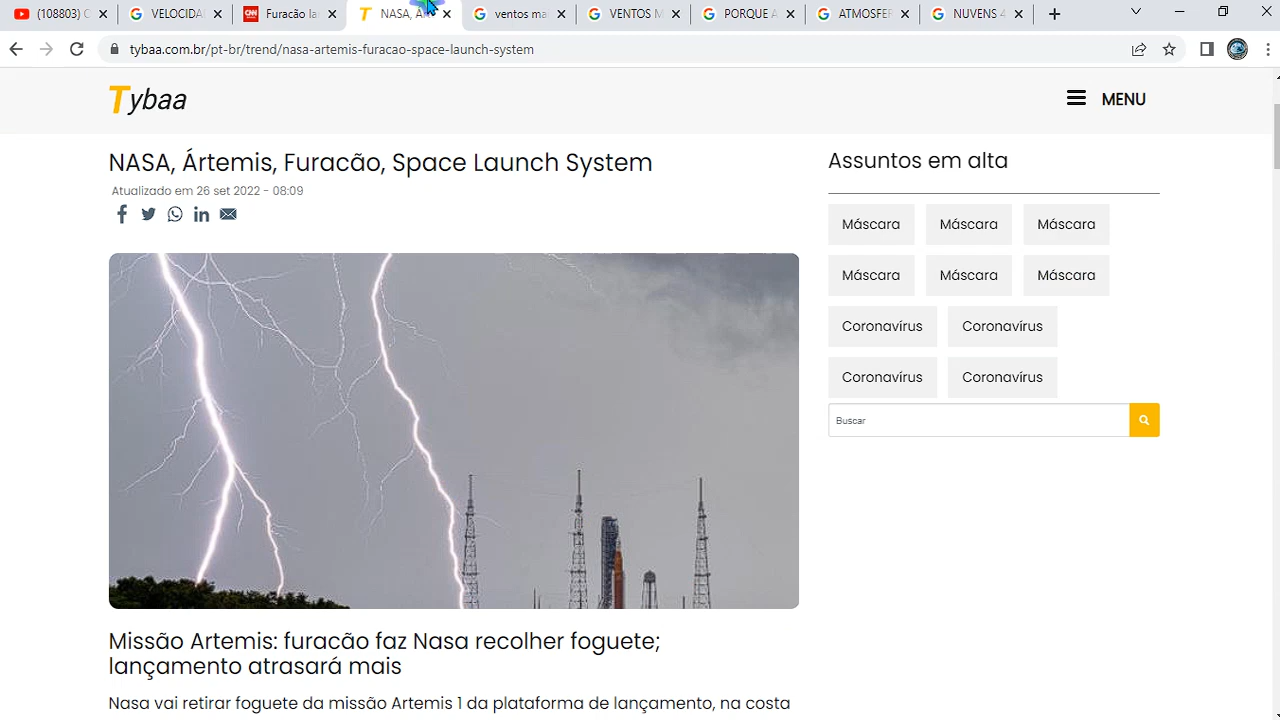 (108803) C
VELOCIDA
Furacão Ia
NASA, Ár
ventos ma
VENTOS M
PORQUE A
ATMOSFE
NUVENS 4
tybaa.com.br/pt-br/trend/nasa-artemis-furacao-space-launch-system
Tybaa
MENU
NASA, Ártemis, Furacão, Space Launch System
Atualizado em 26 set 2022 - 08:09
Assuntos em alta
Máscara Máscara Máscara
Máscara Máscara Máscara
Coronavírus Coronavírus
Coronavírus Coronavírus
Buscar
Missão Artemis: furacão faz Nasa recolher foguete;
lançamento atrasará mais
Nasa vai retirar foguete da missão Artemis 1 da plataforma de lançamento, na costa